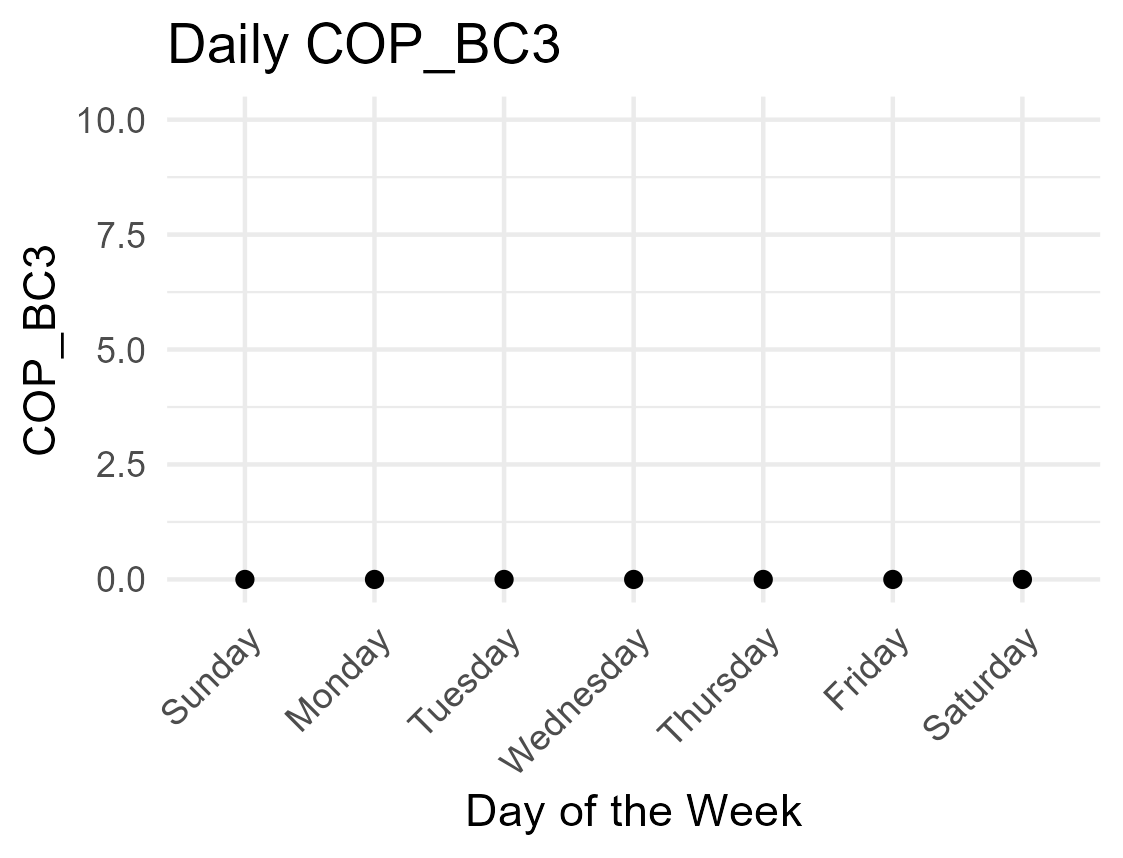 Daily COP_BC3
COP_BC3
10.0
7.5
5.0
2.5
0.0
Sunday
Monday
Tuesday
Wednesday
Thursday
Friday
Saturday
Day of the Week